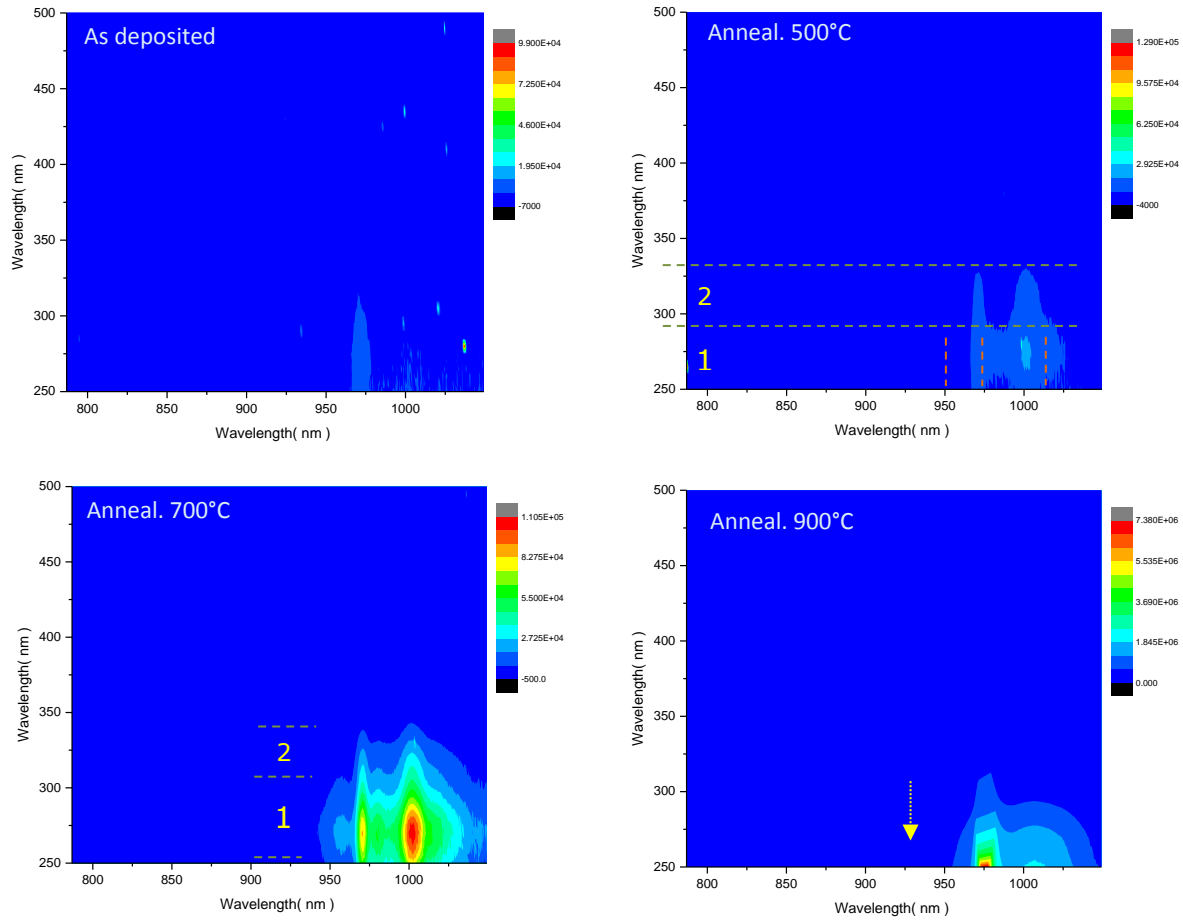 As deposited
500
450
400
350
300
250
800
850
900
950
1000
Wavelength( nm )
Wavelength( nm )
9.900E+04
7.250E+04
4.600E+04
1.950E+04
-7000
Anneal. 500°C
500
450
400
350
300
250
2
1
800
850
900
950
1000
Wavelength( nm )
Wavelength( nm )
1.290E+05
9.575E+04
6.250E+04
2.925E+04
-4000
Anneal. 700°C
500
450
400
350
300
250
2
1
800
850
900
950
1000
Wavelength( nm )
Wavelength( nm )
1.105E+05
8.275E+04
5.500E+04
2.725E+04
-500.0
Anneal. 900°C
500
450
400
350
300
250
800
850
900
950
1000
Wavelength( nm )
Wavelength( nm )
7.380E+06
5.535E+06
3.690E+06
1.845E+06
0.000